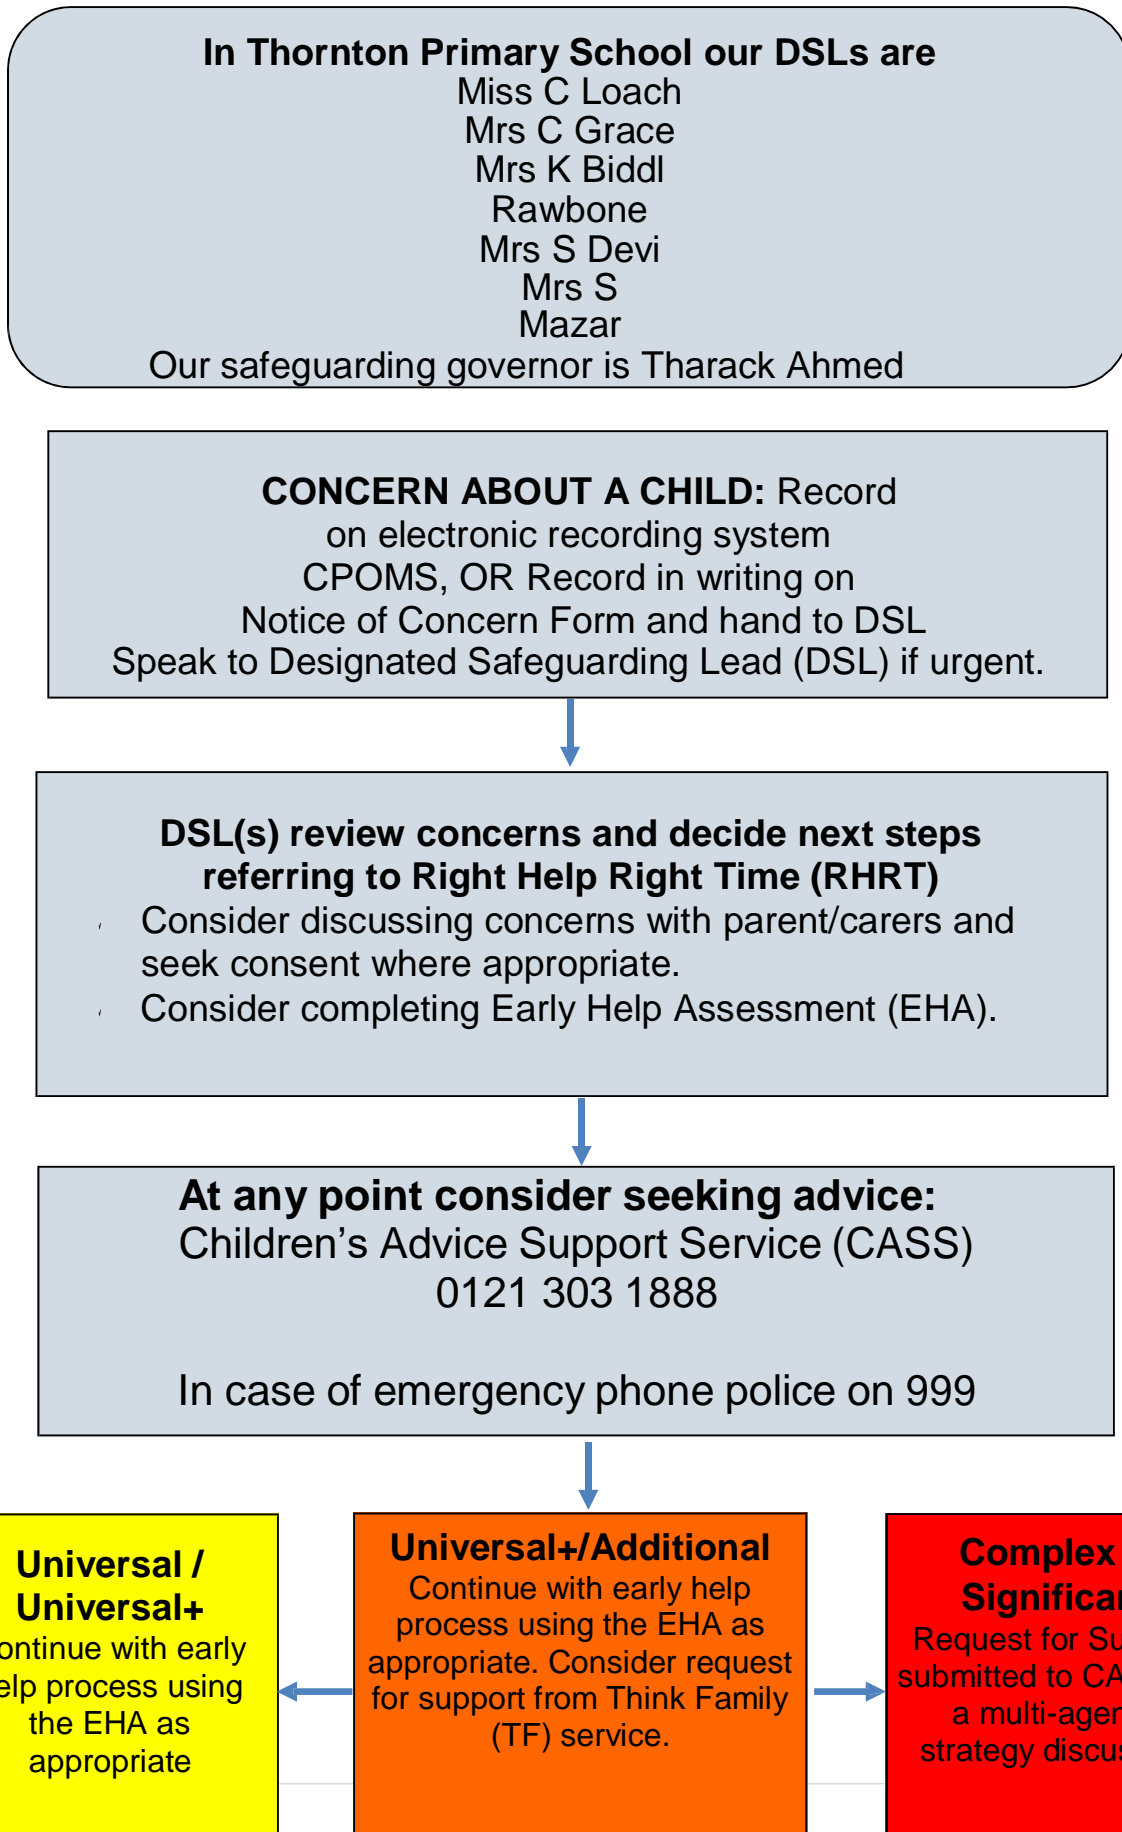 In Thornton Primary School our DSLs are
Miss C Loach
Mrs C Grace
Mrs K Biddl
Rawbone
Mrs S Devi
Mrs S
Mazar
Our safeguarding governor is Tharack Ahmed
CONCERN ABOUT A CHILD: Record
on electronic recording system
CPOMS, OR Record in writing on
Notice of Concern Form and hand to DSL
Speak to Designated Safeguarding Lead (DSL) if urgent.
DSL(s) review concerns and decide next steps
referring to Right Help Right Time (RHRT)
Consider discussing concerns with parent/carers and
seek consent where appropriate.
Consider completing Early Help Assessment (EHA).
At any point consider seeking advice:
Children’s Advice Support Service (CASS)
0121 303 1888
In case of emergency phone police on 999
Universal /
Universal+
ontinue with early
elp process using
the EHA as
appropriate
Universal+/Additional
Continue with early help
process using the EHA as
appropriate. Consider request
for support from Think Family
(TF) service.
Complex
Significa
Request for Su
submitted to CA
a multi-age
strategy discus